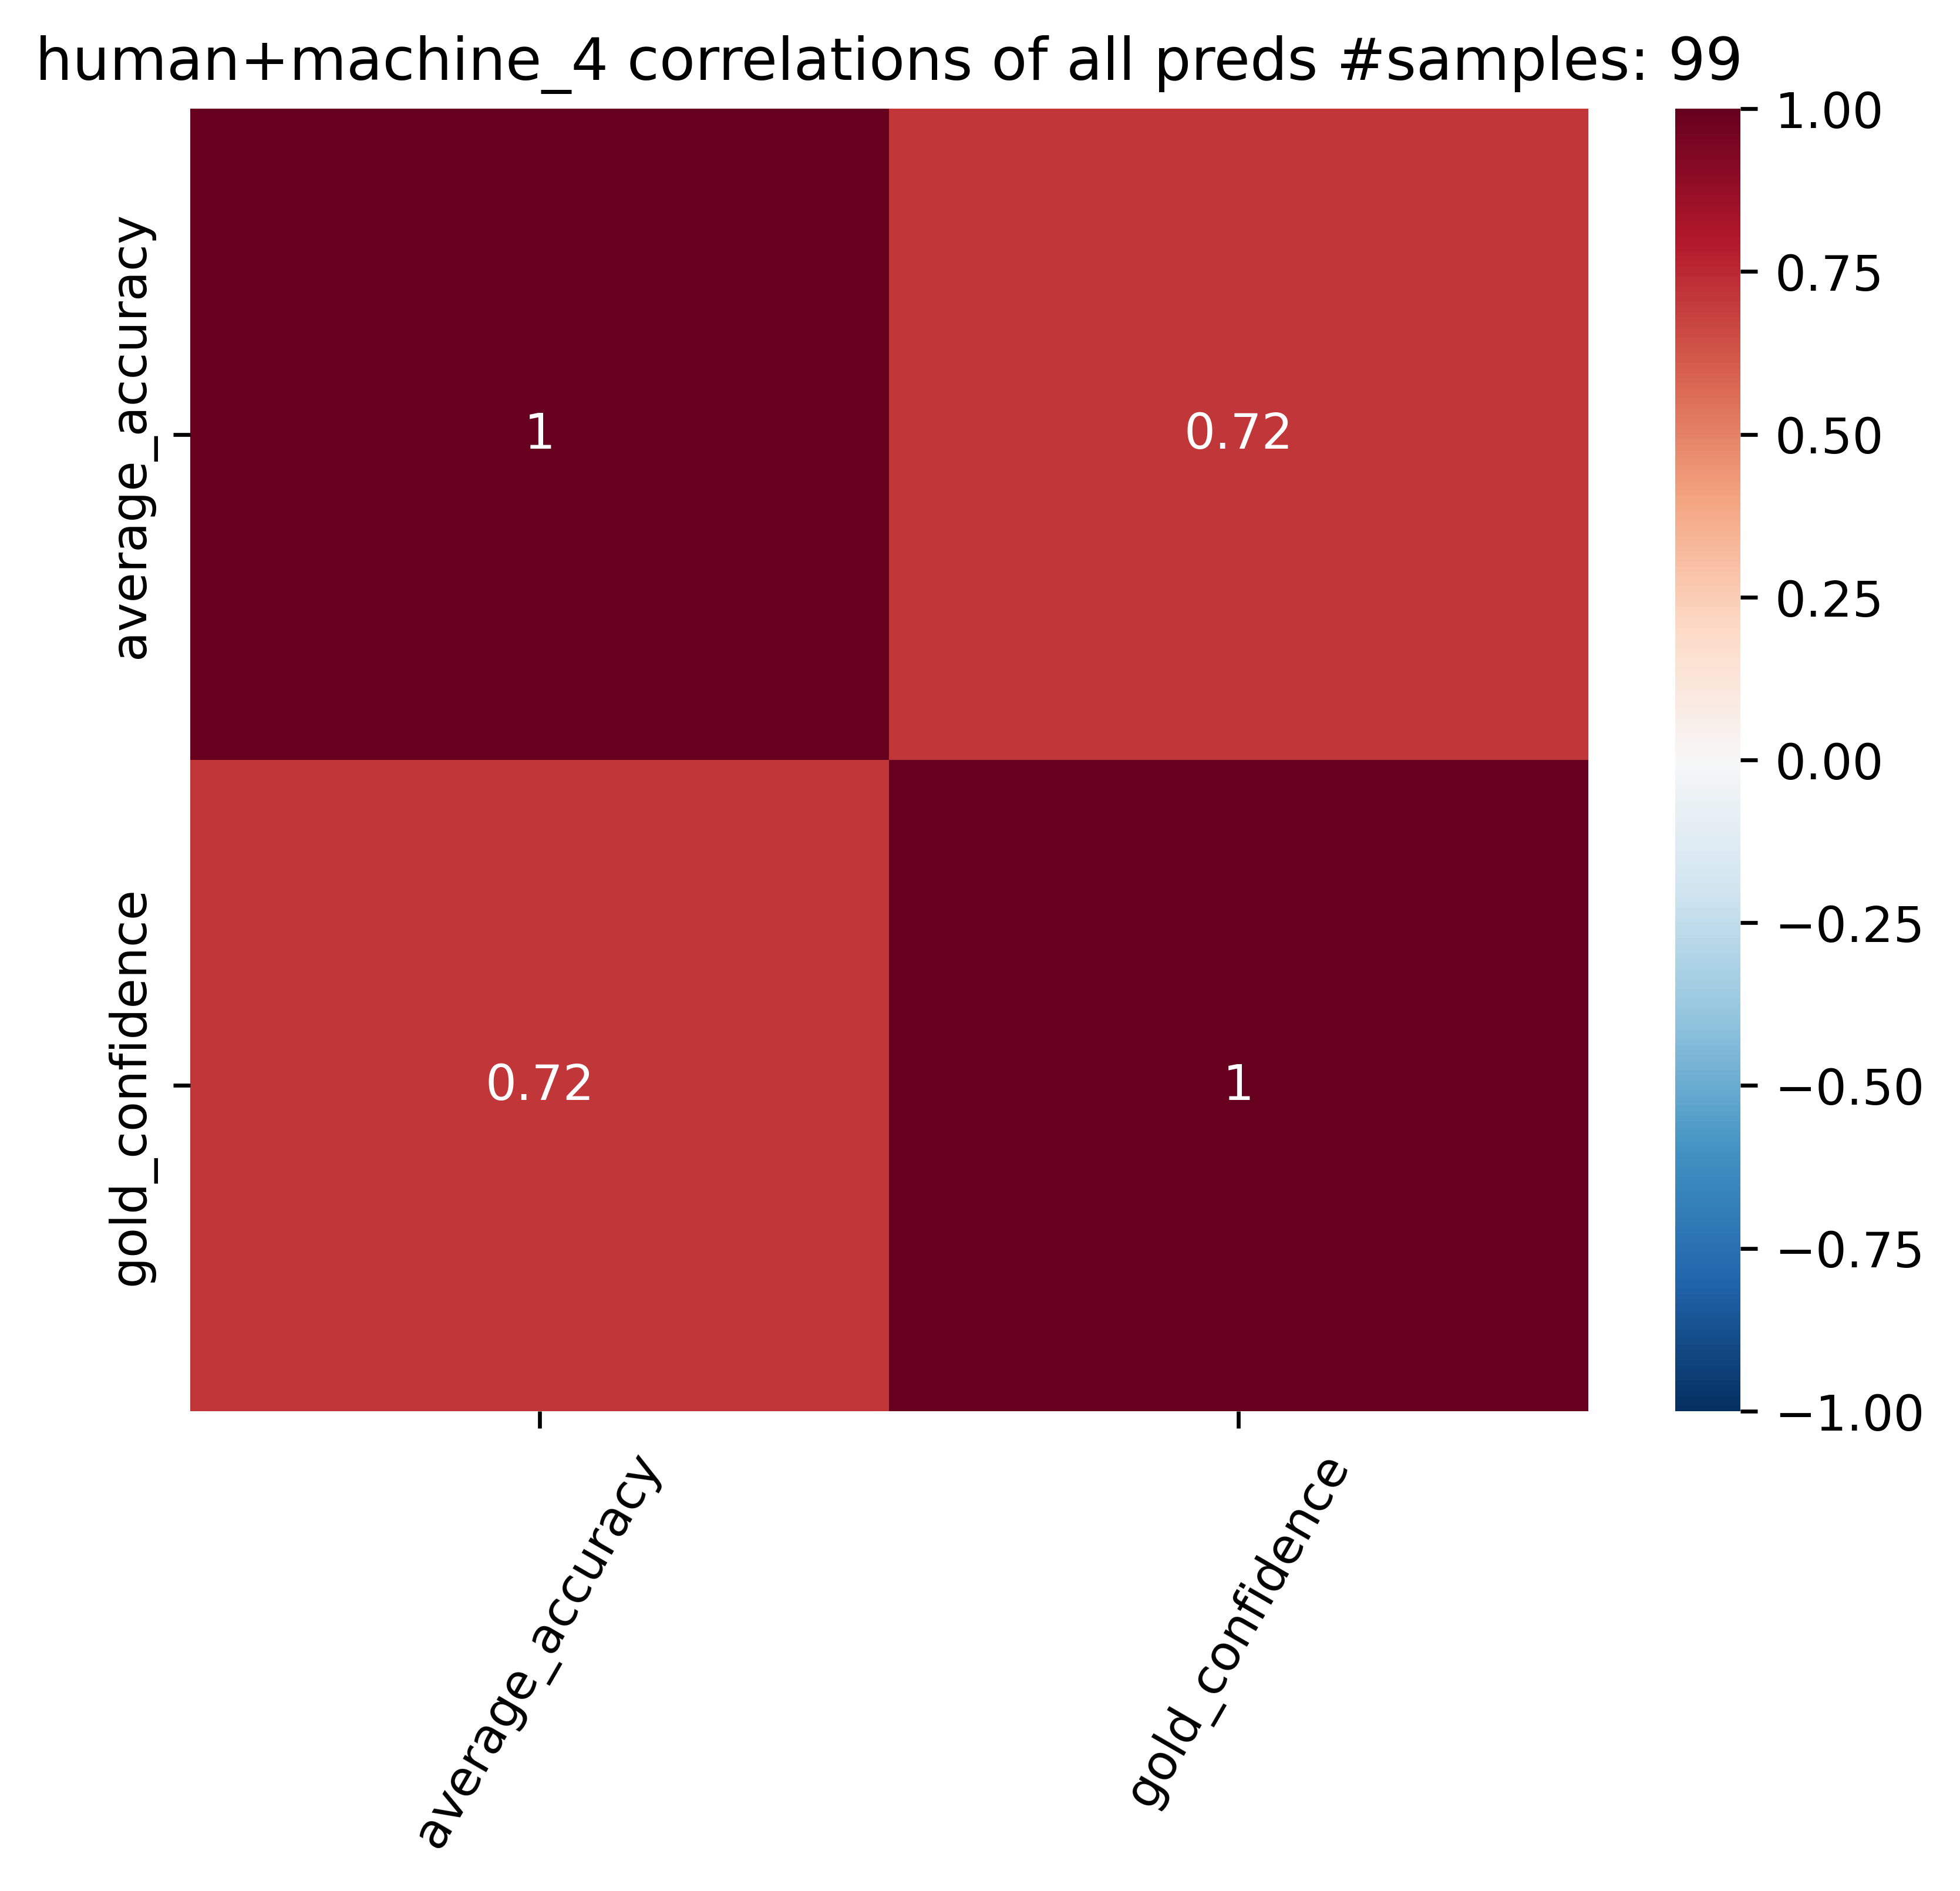 human+machine_4 correlations of all preds #samples: 99
average_accuracy
gold_confidence
1
0.72
0.72
1
average_accuracy
gold_confidence
1.00
0.75
0.50
0.25
0.00
−0.25
−0.50
−0.75
−1.00